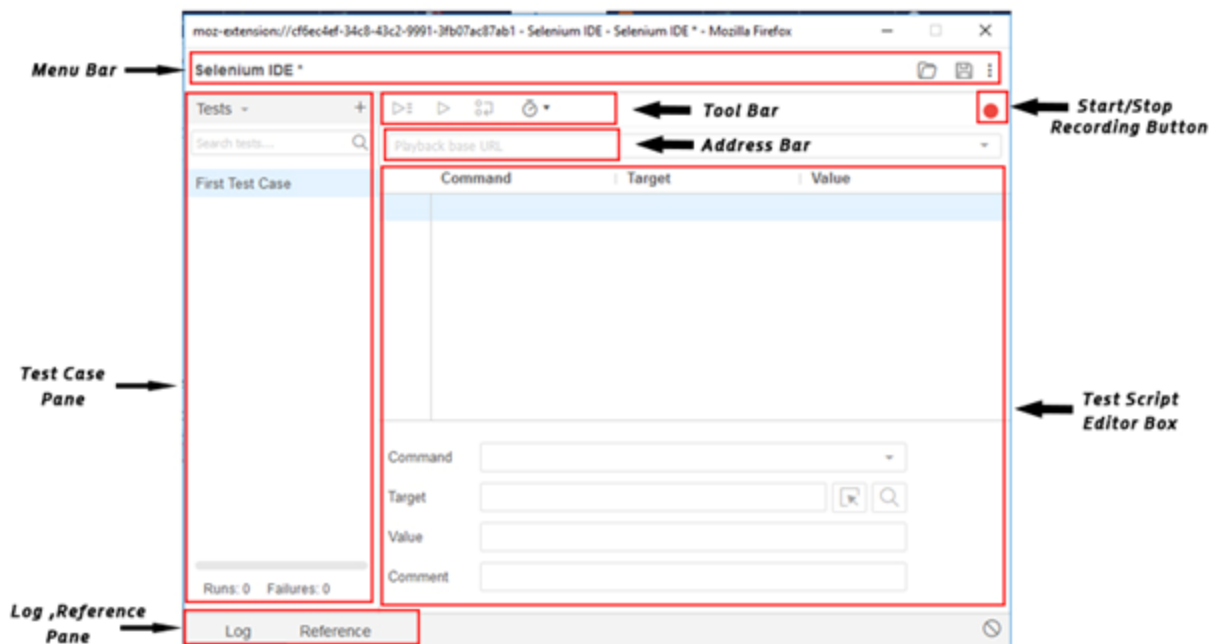 moz-extension://cf6ec4ef-34c8-43c2-9991-3fb07ac87ab1 - Selenium IDE - Selenium IDE * - Mozilla Firefox
Menu Bar
Selenium IDE *
Tests
+
Tool Bar
Start/Stop
Recording Button
Search tests....
Playback base URL
Address Bar
First Test Case
Command Target Value
Test Case
Pane
Test Script
Editor Box
Command
Target
Value
Comment
Runs: 0 Failures: 0
Log ,Reference
Pane
Log Reference